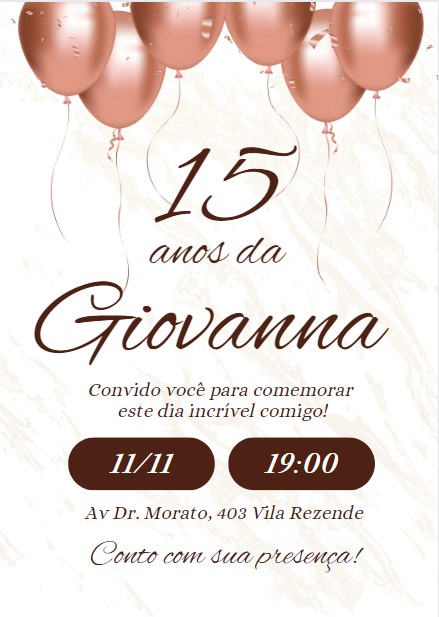 15
anos da
Giovanna
Convido você para comemorar
este dia incrível comigo!
11/11 19:00
Av Dr. Morato, 403 Vila Rezende
Conto com sua presença!